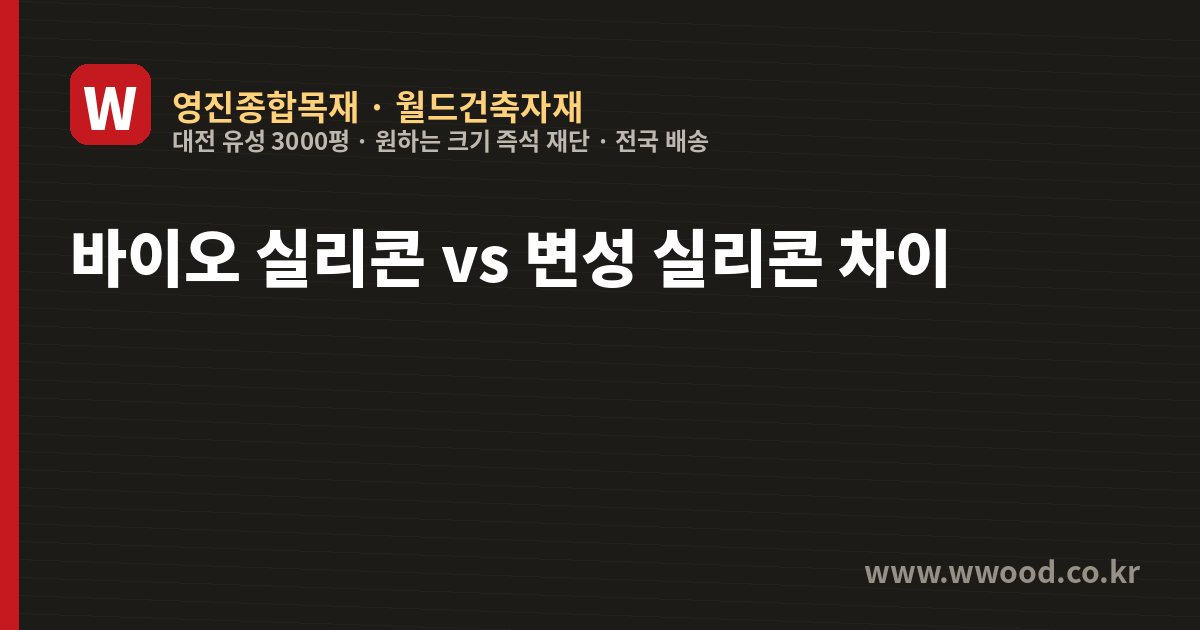 W
영진종합목재 · 월드건축자재
대전 유성 3000평 · 원하는 크기 즉석 재단 · 전국 배송
바이오 실리콘 vs 변성 실리콘 차이
www.wwood.co.kr